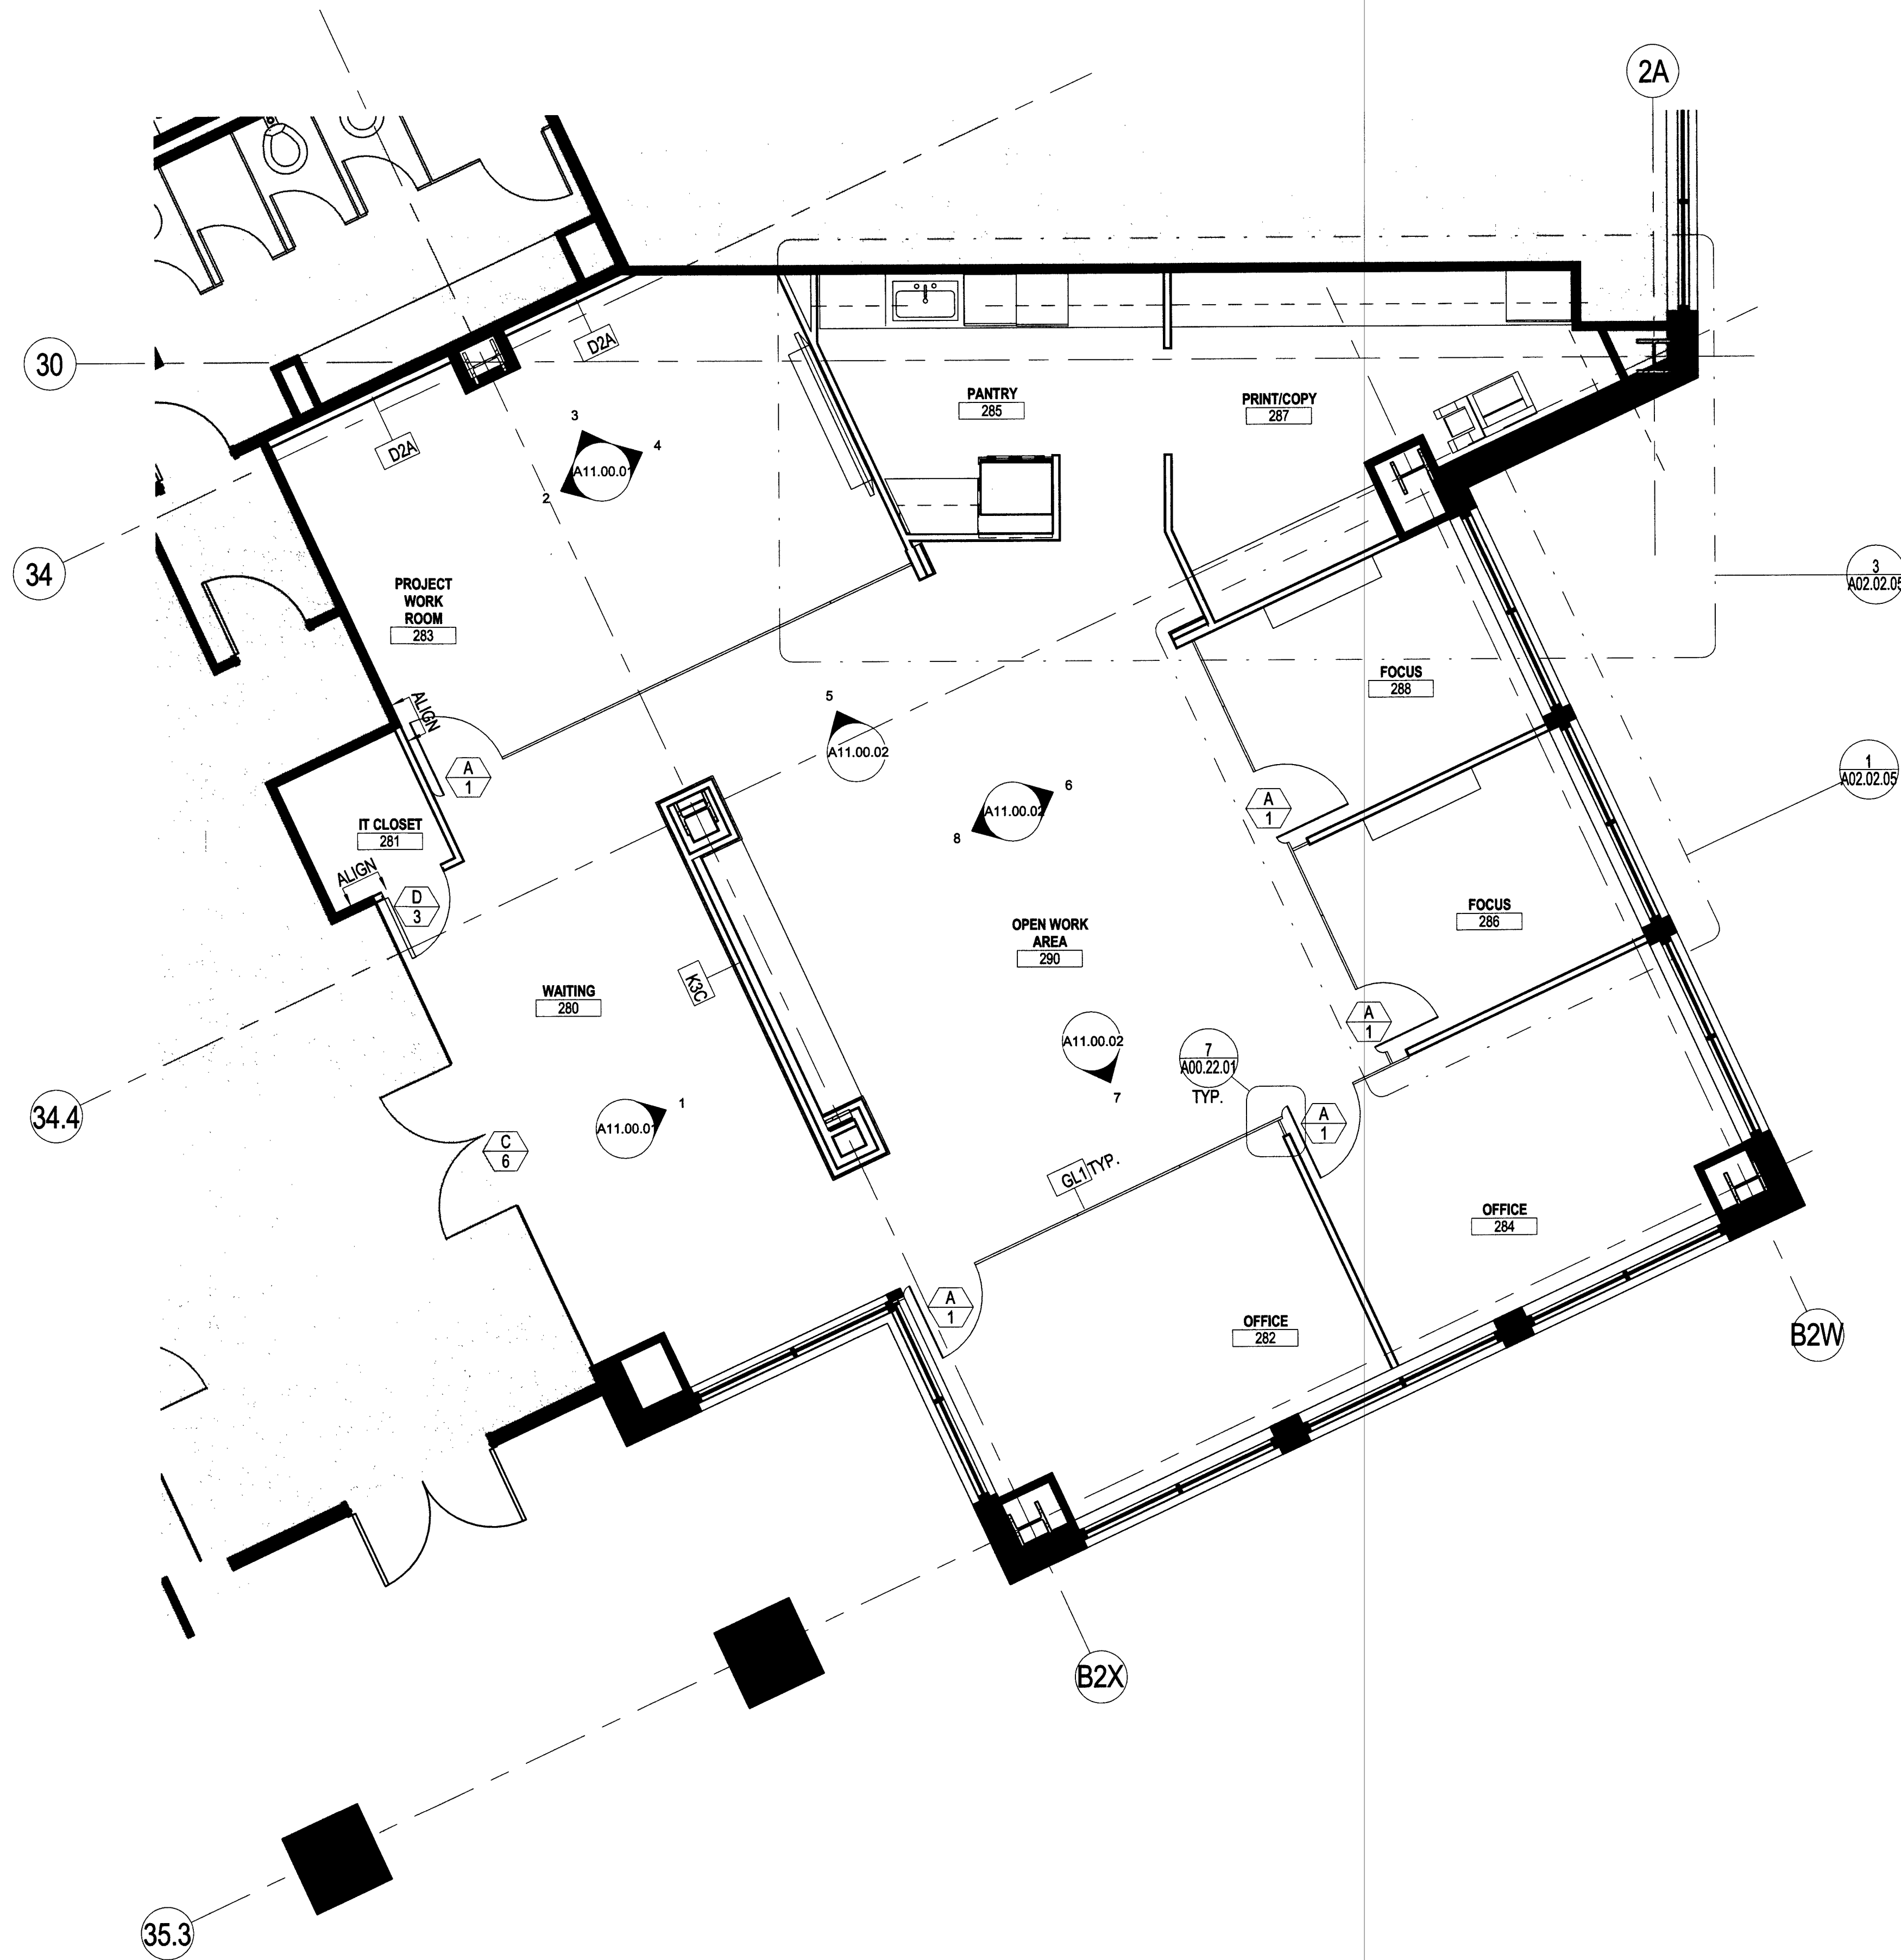 2A
30
D2A
D2A
PANTRY
285
PRINT/COPY
287
3
4
A11.00.01
2
34
3
A02.02.05
PROJECT
WORK
ROOM
283
FOCUS
288
ALIGN
5
A11.00.02
A
1
6
A11.00.02
8
A
1
1
A02.02.05
IT CLOSET
281
ALIGN
D
3
FOCUS
286
OPEN WORK
AREA
290
K3C
WAITING
280
A
1
A11.00.02
7
7
A00.22.01
TYP.
34.4
A11.00.01
1
C
6
A
1
GL1 TYP.
OFFICE
284
A
1
OFFICE
282
B2W
B2X
35.3